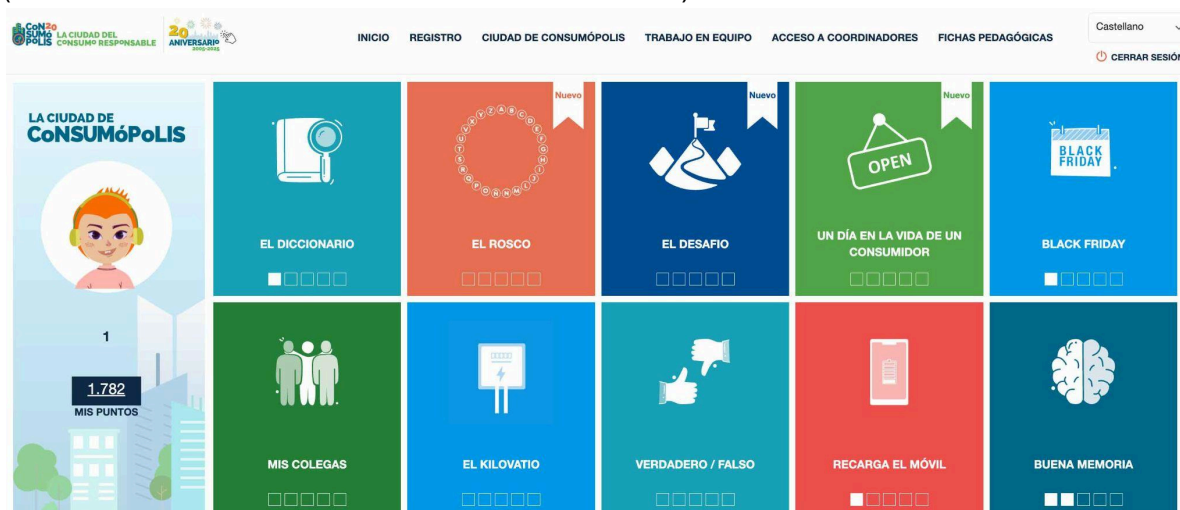 CoN20
SUMÓ
POLIS
LA CIUDAD DEL
CONSUMO RESPONSABLE
20
ANIVERSARIO
2005-2025
INICIO
REGISTRO
CIUDAD DE CONSUMÓPOLIS
TRABAJO EN EQUIPO
ACCESO A COORDINADORES
FICHAS PEDAGÓGICAS
Castellano
CERRAR SESIÓN
LA CIUDAD DE
CoNSUMóPoLIS
1
1.782
MIS PUNTOS
EL DICCIONARIO
Nuevo
A B C D E F G H I J L M N Ñ O P Q R S T U V X Y Z
EL ROSCO
Nuevo
EL DESAFIO
Nuevo
OPEN
UN DÍA EN LA VIDA DE UN
CONSUMIDOR
BLACK
FRIDAY
BLACK FRIDAY
MIS COLEGAS
EL KILOVATIO
VERDADERO / FALSO
RECARGA EL MÓVIL
BUENA MEMORIA